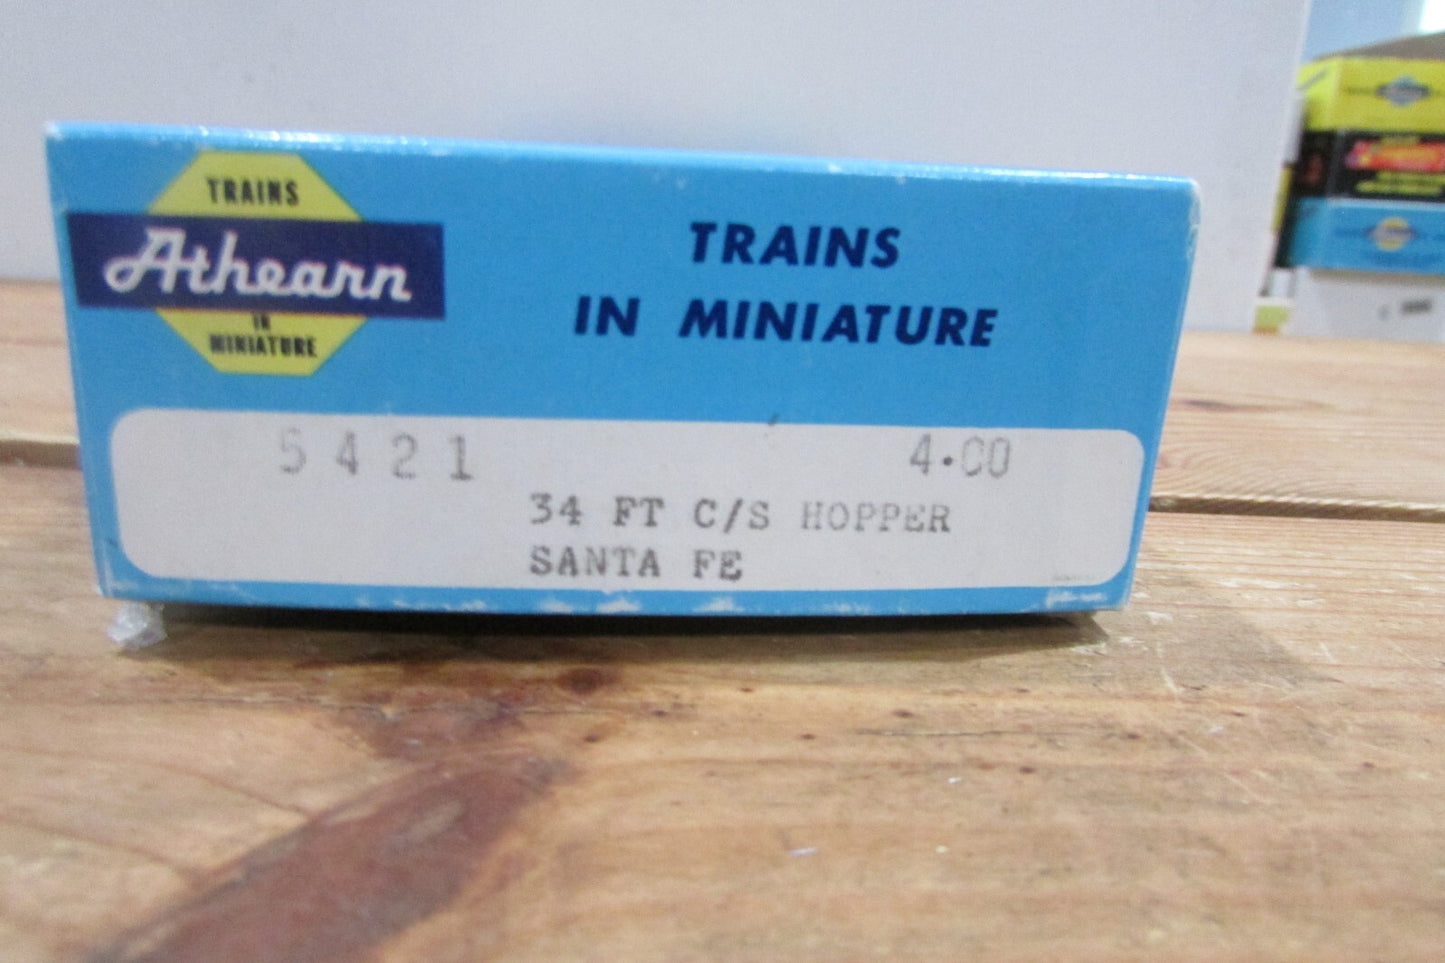 TRAINS
Athearn
IN
MINIATURE
TRAINS
IN MINIATURE
5421 4.00
34 FT C/S HOPPER
SANTA FE